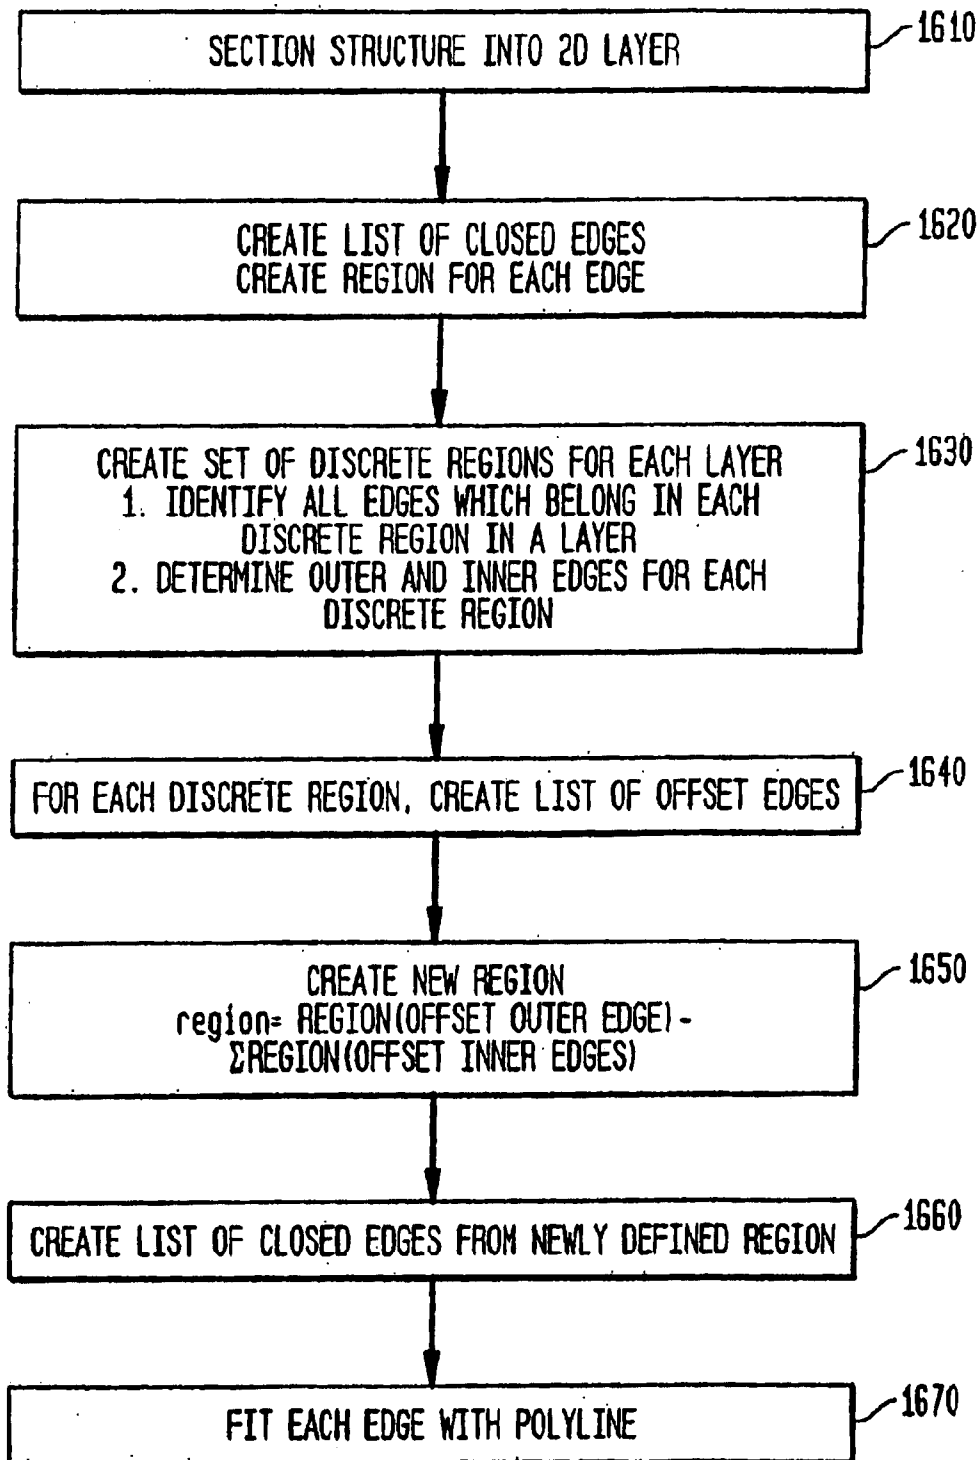 SECTION STRUCTURE INTO 2D LAYER
1610
CREATE LIST OF CLOSED EDGES
CREATE REGION FOR EACH EDGE
1620
CREATE SET OF DISCRETE REGIONS FOR EACH LAYER
1. IDENTIFY ALL EDGES WHICH BELONG IN EACH
DISCRETE REGION IN A LAYER
2. DETERMINE OUTER AND INNER EDGES FOR EACH
DISCRETE REGION
1630
FOR EACH DISCRETE REGION, CREATE LIST OF OFFSET EDGES
1640
CREATE NEW REGION
region= REGION(OFFSET OUTER EDGE)-
ΣREGION(OFFSET INNER EDGES)
1650
CREATE LIST OF CLOSED EDGES FROM NEWLY DEFINED REGION
1660
FIT EACH EDGE WITH POLYLINE
1670